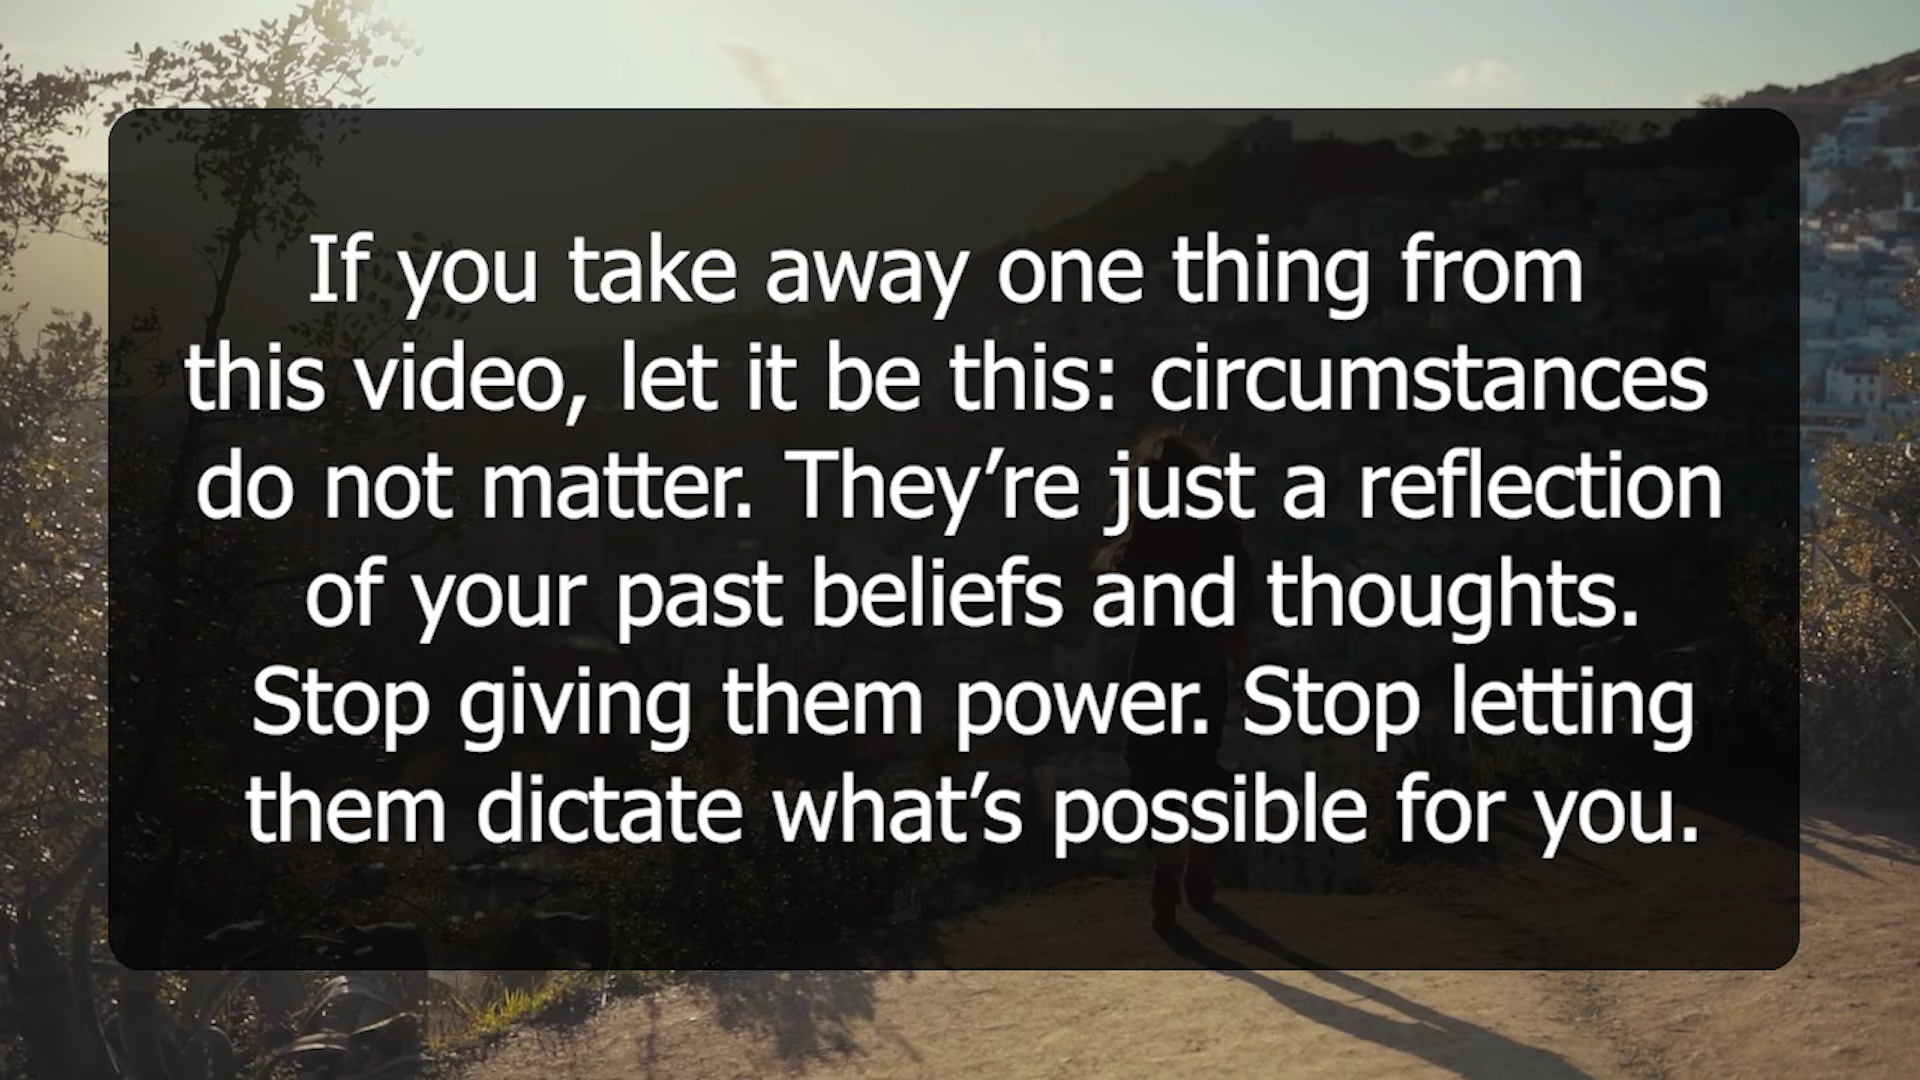 If you take away one thing from
this video, let it be this: circumstances
do not matter. They’re just a reflection
of your past beliefs and thoughts.
Stop giving them power. Stop letting
them dictate what’s possible for you.